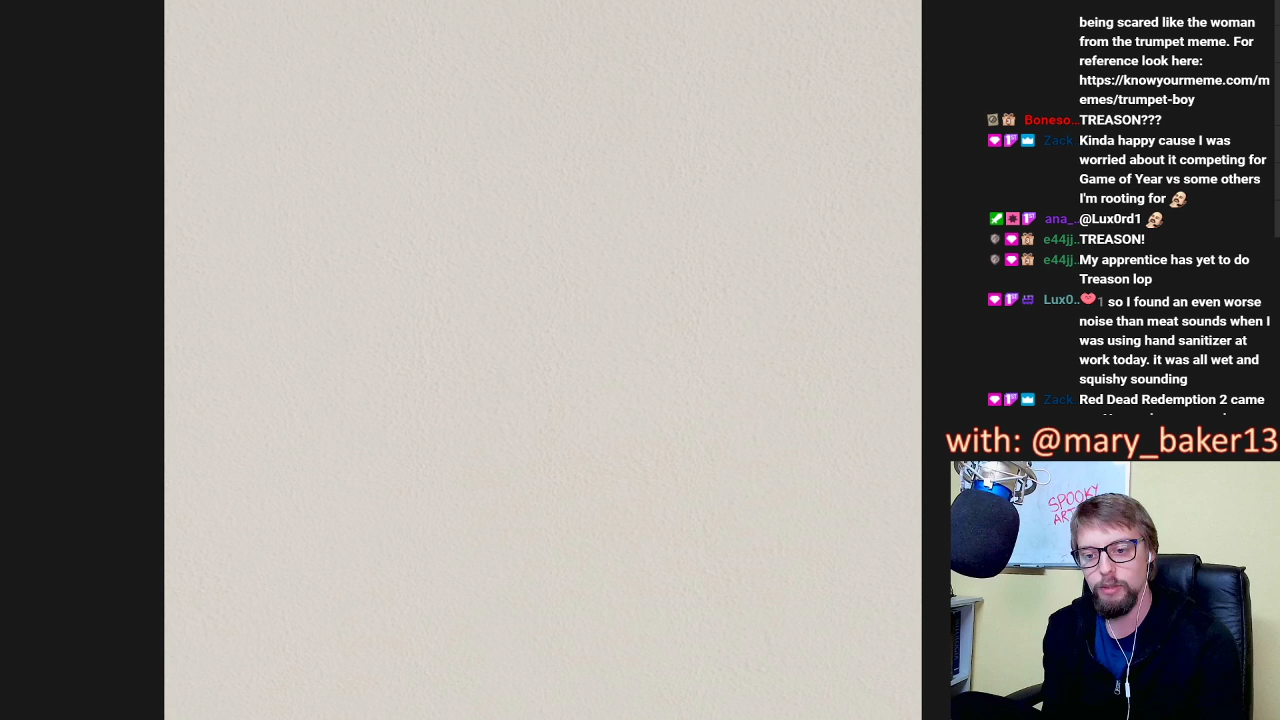 being scared like the woman
from the trumpet meme. For
reference look here:
https://knowyourmeme.com/m
emes/trumpet-boy
Boneso... TREASON???
Zack Kinda happy cause I was
worried about it competing for
Game of Year vs some others
I'm rooting for
ana_.. @Lux0rd1
e44jj.. TREASON!
e44jj.. My apprentice has yet to do
Treason lop
Lux0.. 1 so I found an even worse
noise than meat sounds when I
was using hand sanitizer at
work today. it was all wet and
squishy sounding
Zack Red Dead Redemption 2 came
with: @mary_baker13
SPOOKY